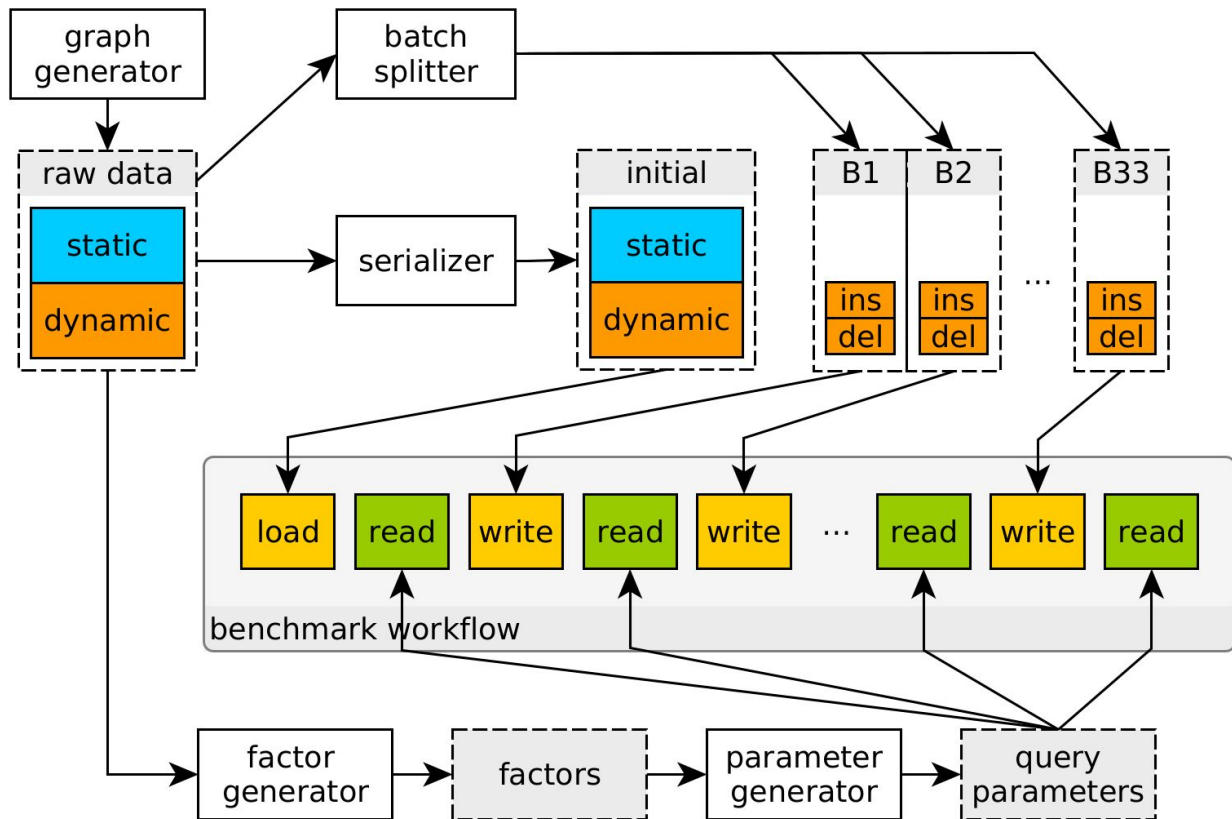 graph
generator
batch
splitter
raw data
static
dynamic
serializer
initial
static
dynamic
B1
ins
del
B2
ins
del
...
B33
ins
del
load
read
write
read
write
...
read
write
read
benchmark workflow
factor
generator
factors
parameter
generator
query
parameters